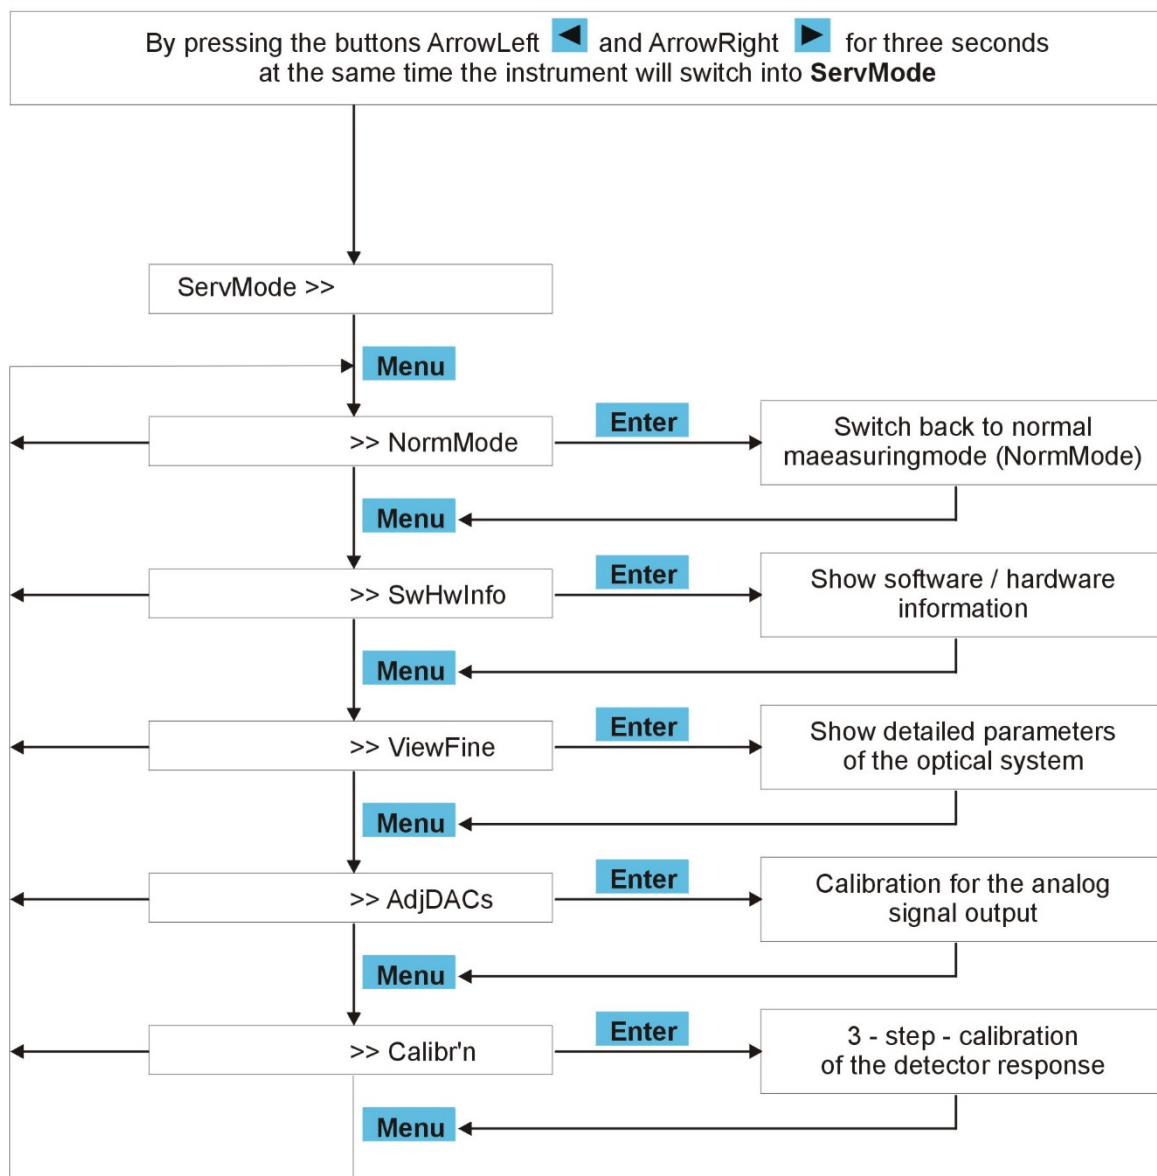 By pressing the buttons ArrowLeft ◄ and ArrowRight ► for three seconds
at the same time the instrument will switch into ServMode
ServMode >>
Menu
>> NormMode
Enter
Switch back to normal
maeasuringmode (NormMode)
Menu
>> SwHwInfo
Enter
Show software / hardware
information
Menu
>> ViewFine
Enter
Show detailed parameters
of the optical system
Menu
>> AdjDACs
Enter
Calibration for the analog
signal output
Menu
>> Calibr'n
Enter
3 - step - calibration
of the detector response
Menu